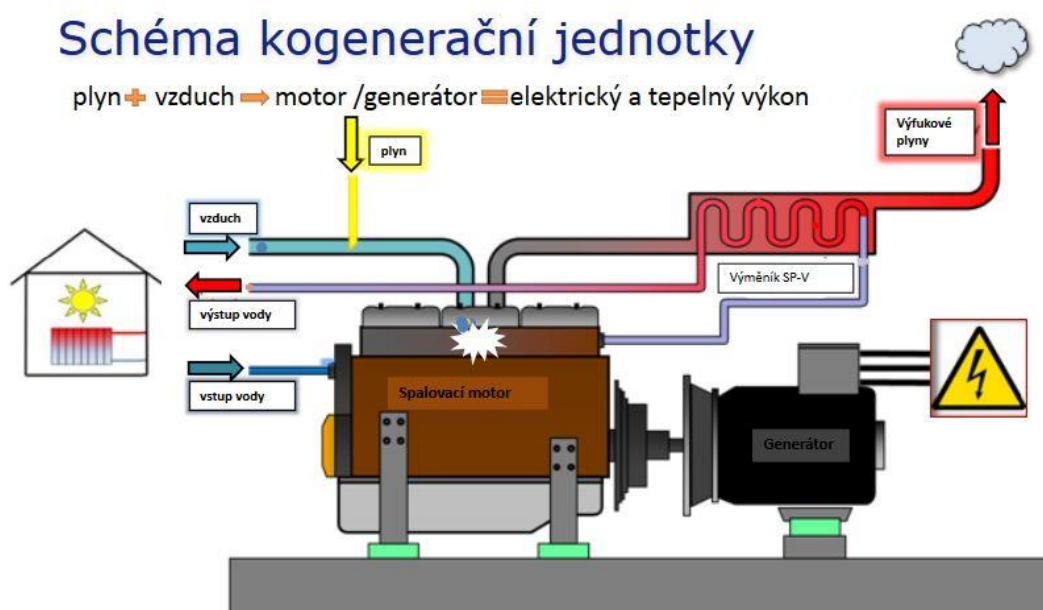 Schéma kogenerační jednotky
plyn + vzduch → motor /generátor = elektrický a tepelný výkon
plyn
Výfukové
plyny
vzduch
Výměník SP-V
výstup vody
vstup vody
Spalovací motor
Generátor